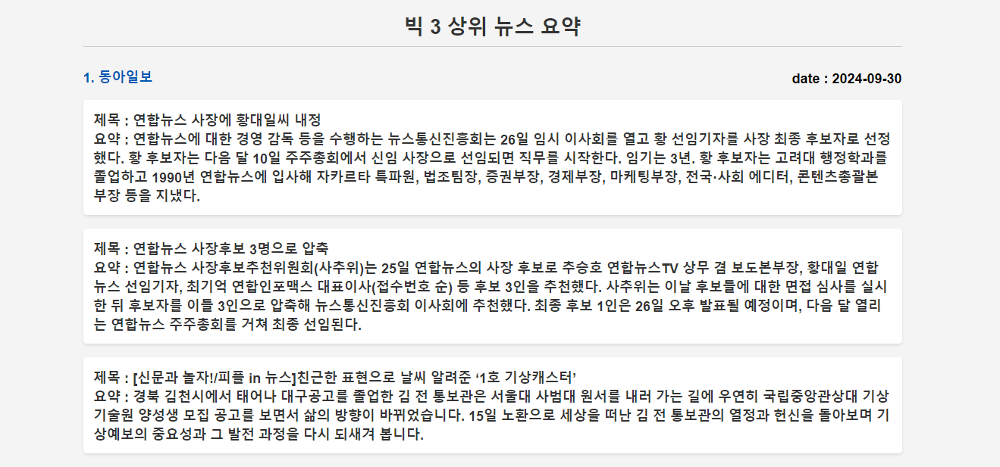 빅 3 상위 뉴스 요약
1. 동아일보
date : 2024-09-30
제목 : 연합뉴스 사장에 황대일씨 내정
요약 : 연합뉴스에 대한 경영 감독 등을 수행하는 뉴스통신진흥회는 26일 임시 이사회를 열고 황 선임기자를 사장 최종 후보자로 선정
했다. 황 후보자는 다음 달 10일 주주총회에서 신임 사장으로 선임되면 직무를 시작한다. 임기는 3년. 황 후보자는 고려대 행정학과를
졸업하고 1990년 연합뉴스에 입사해 자카르타 특파원, 법조팀장, 증권부장, 경제부장, 마케팅부장, 전국·사회 에디터, 콘텐츠총괄본
부장 등을 지냈다.
제목 : 연합뉴스 사장후보 3명으로 압축
요약 : 연합뉴스 사장후보추천위원회(사추위)는 25일 연합뉴스의 사장 후보로 추승호 연합뉴스TV 상무 겸 보도본부장, 황대일 연합
뉴스 선임기자, 최기억 연합인포맥스 대표이사(접수번호 순) 등 후보 3인을 추천했다. 사추위는 이날 후보들에 대한 면접 심사를 실시
한 뒤 후보자를 이들 3인으로 압축해 뉴스통신진흥회 이사회에 추천했다. 최종 후보 1인은 26일 오후 발표될 예정이며, 다음 달 열리
는 연합뉴스 주주총회를 거쳐 최종 선임된다.
제목 : [신문과 놀자!/피플 in 뉴스]친근한 표현으로 날씨 알려준 ‘1호 기상캐스터’
요약 : 경북 김천시에서 태어나 대구공고를 졸업한 김 전 통보관은 서울대 사범대 원서를 내러 가는 길에 우연히 국립중앙관상대 기상
기술원 양성생 모집 공고를 보면서 삶의 방향이 바뀌었습니다. 15일 노환으로 세상을 떠난 김 전 통보관의 열정과 헌신을 돌아보며 기
상예보의 중요성과 그 발전 과정을 다시 되새겨 봅니다.